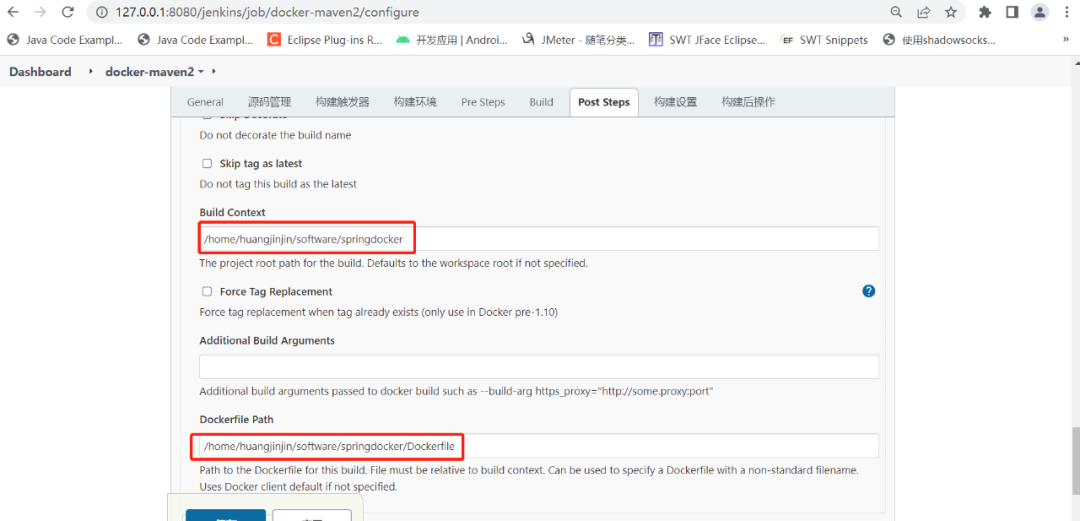 127.0.0.1:8080/jenkins/job/docker-maven2/configure
Java Code Exampl... Java Code Exampl... Eclipse Plug-ins R... 开发应用 | Androi... JMeter - 随笔分类... SWT JFace Eclipse... EF SWT Snippets 使用shadowsocks... »
Dashboard docker-maven2
General 源码管理 构建触发器 构建环境 Pre Steps Build Post Steps 构建设置 构建后操作
Skip Decorate
Do not decorate the build name
Skip tag as latest
Do not tag this build as the latest
Build Context
/home/huangjinjin/software/springdocker
The project root path for the build. Defaults to the workspace root if not specified.
Force Tag Replacement ?
Force tag replacement when tag already exists (only use in Docker pre-1.10)
Additional Build Arguments
Additional build arguments passed to docker build such as --build-arg https_proxy="http://some.proxy:port"
Dockerfile Path
/home/huangjinjin/software/springdocker/Dockerfile
Path to the Dockerfile for this build. File must be relative to build context. Can be used to specify a Dockerfile with a non-standard filename.
Uses Docker client default if not specified.